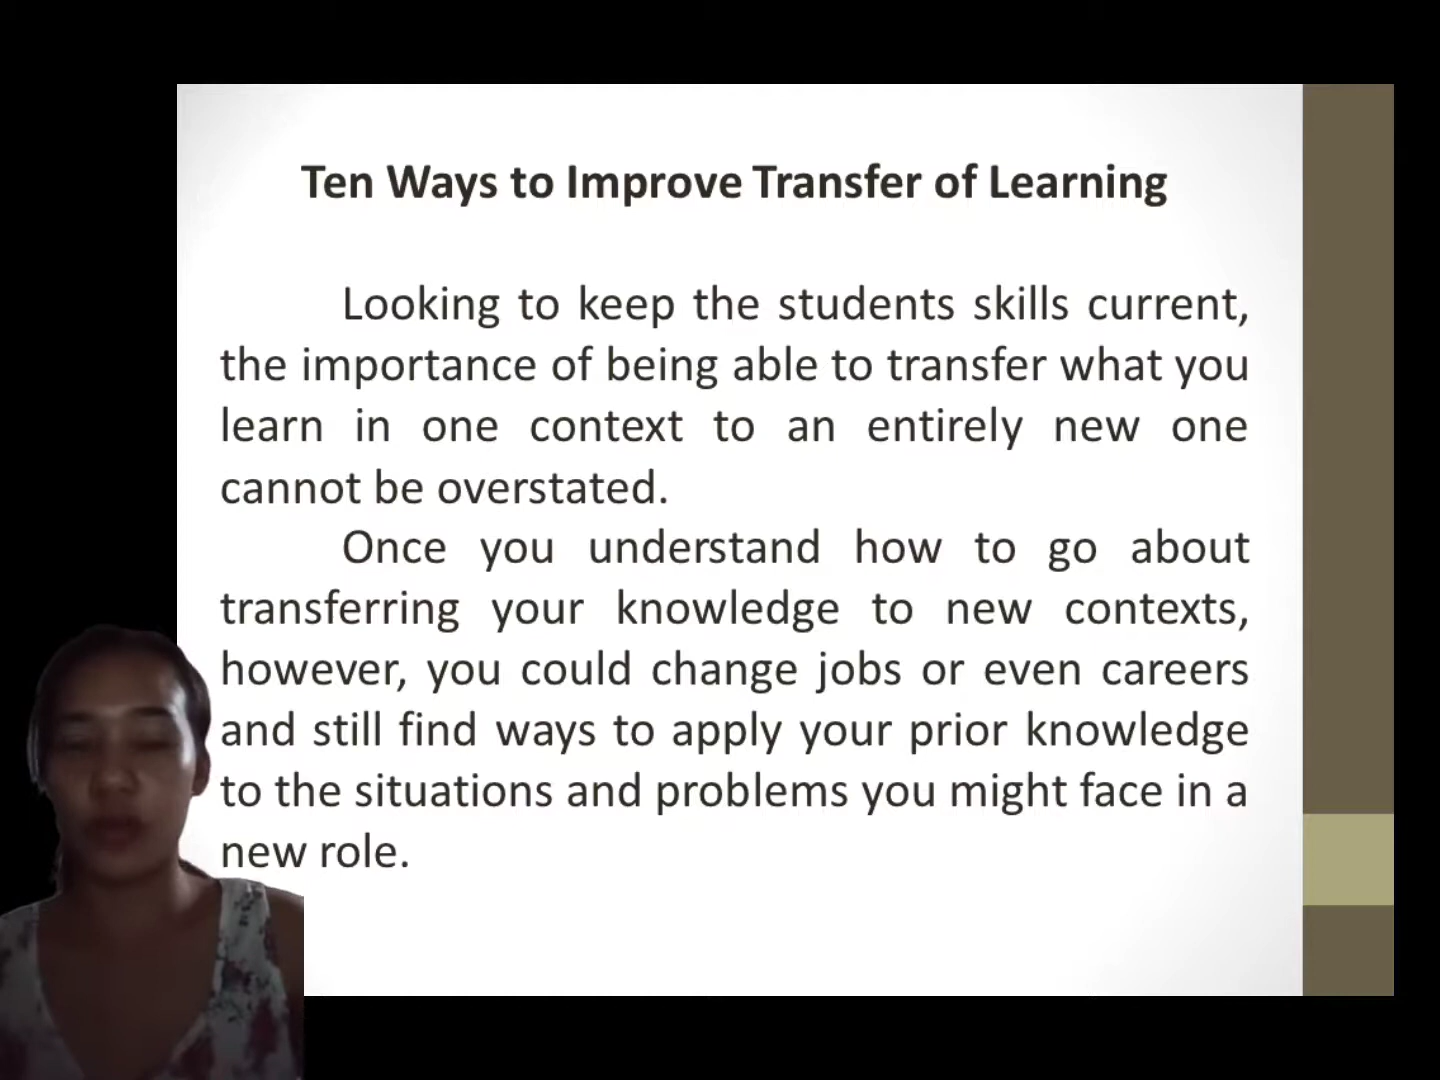 Ten Ways to Improve Transfer of Learning
Looking to keep the students skills current,
the importance of being able to transfer what you
learn in one context to an entirely new one
cannot be overstated.
Once you understand how to go about
transferring your knowledge to new contexts,
however, you could change jobs or even careers
and still find ways to apply your prior knowledge
to the situations and problems you might face in a
new role.